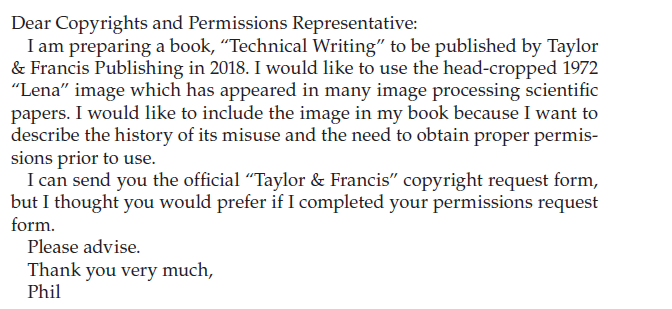 Dear Copyrights and Permissions Representative:
I am preparing a book, “Technical Writing” to be published by Taylor
& Francis Publishing in 2018. I would like to use the head-cropped 1972
“Lena” image which has appeared in many image processing scientific
papers. I would like to include the image in my book because I want to
describe the history of its misuse and the need to obtain proper permis-
sions prior to use.
I can send you the official “Taylor & Francis” copyright request form,
but I thought you would prefer if I completed your permissions request
form.
Please advise.
Thank you very much,
Phil